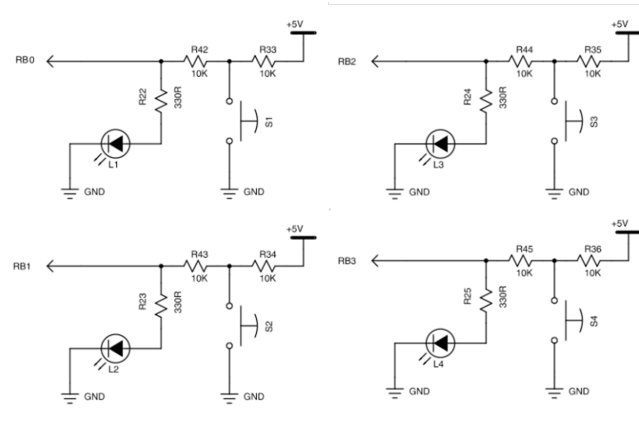 +5V
R42 R33
RB0
10K 10K
R22
330R
S1
L1
GND GND
+5V
R44 R35
RB2
10K 10K
R24
330R
S3
L3
GND GND
+5V
R43 R34
RB1
10K 10K
R23
330R
S2
L2
GND GND
+5V
R45 R36
RB3
10K 10K
R25
330R
S4
L4
GND GND